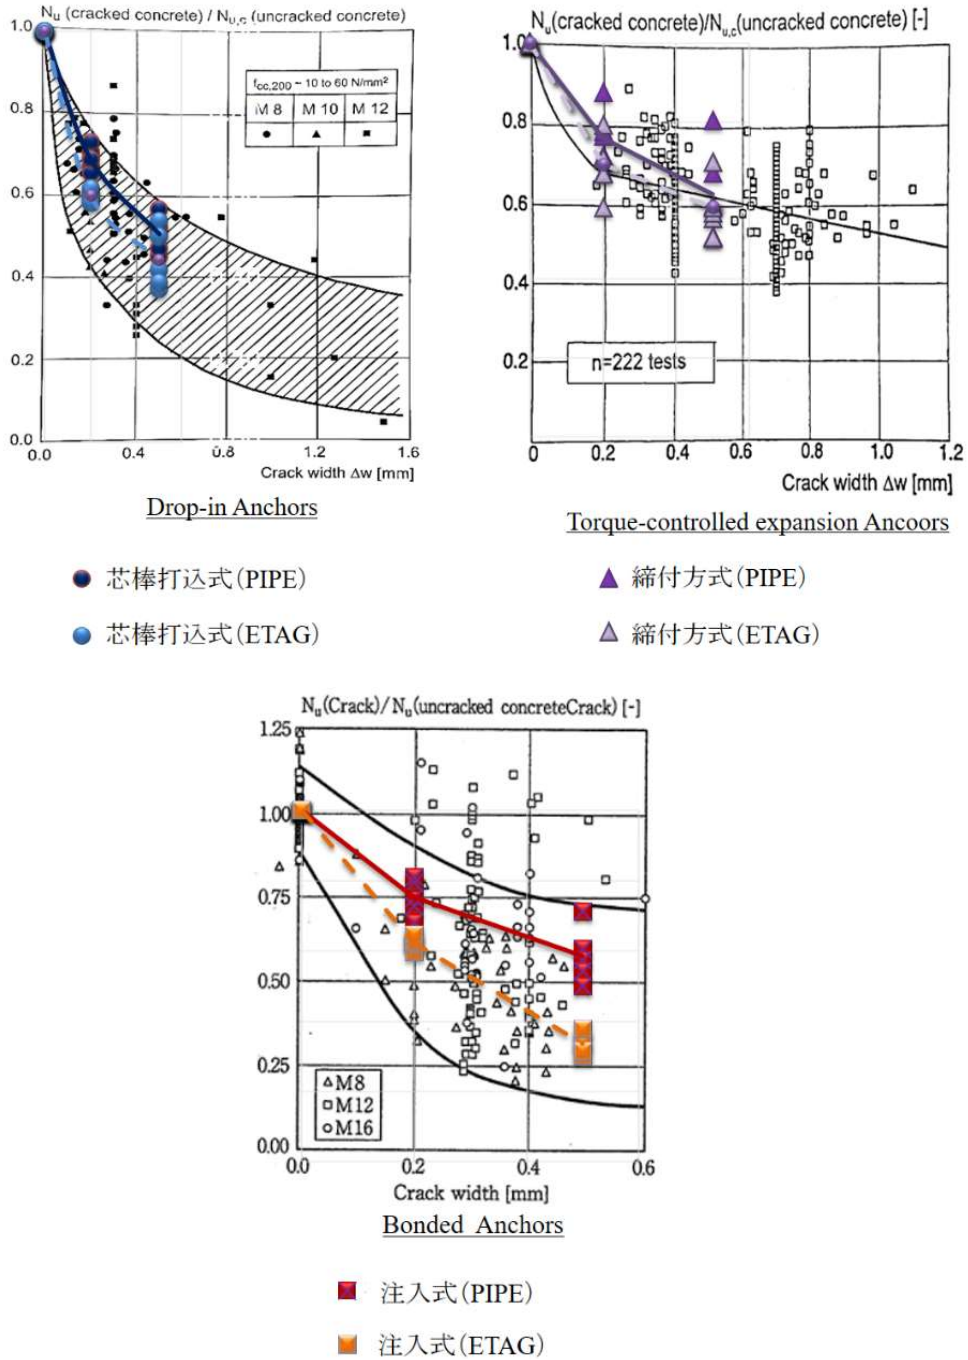 Nu (cracked concrete) / Nu,c (uncracked concrete)
1.0
0.8
0.6
0.4
0.2
0.0
fcc,200 ~ 10 to 60 N/mm²
M 8 M 10 M 12
0.0 0.4 0.8 1.2 1.6
Crack width Δw [mm]
Drop-in Anchors
Nu(cracked concrete)/Nu,c(uncracked concrete) [-]
1.0
0.8
0.6
0.4
0.2
n=222 tests
0 0.2 0.4 0.6 0.8 1.0 1.2
Crack width Δw [mm]
Torque-controlled expansion Ancoors
芯棒打込式(PIPE)
芯棒打込式(ETAG)
締付方式(PIPE)
締付方式(ETAG)
Nu(Crack)/Nu(uncracked concreteCrack) [-]
1.25
1.00
0.75
0.50
0.25
0.00
M8
M12
M16
0.0 0.2 0.4 0.6
Crack width [mm]
Bonded Anchors
注入式(PIPE)
注入式(ETAG)